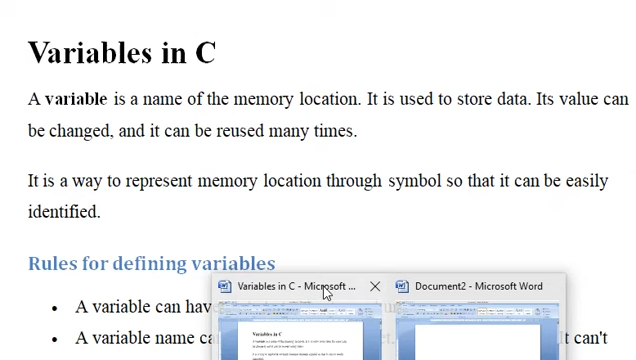 Variables in C
A variable is a name of the memory location. It is used to store data. Its value can
be changed, and it can be reused many times.
It is a way to represent memory location through symbol so that it can be easily
identified.
Rules for defining variables
Variables in C - Microsoft ...
Document2 - Microsoft Word
• A variable can hav
• A variable name ca
It can't
Variables in C